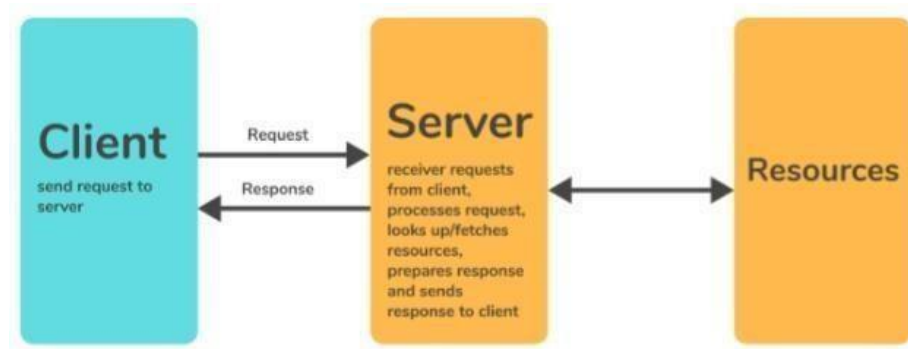 Client
send request to
server
Request
Response
Server
receiver requests
from client,
processes request,
looks up/fetches
resources,
prepares response
and sends
response to client
Resources